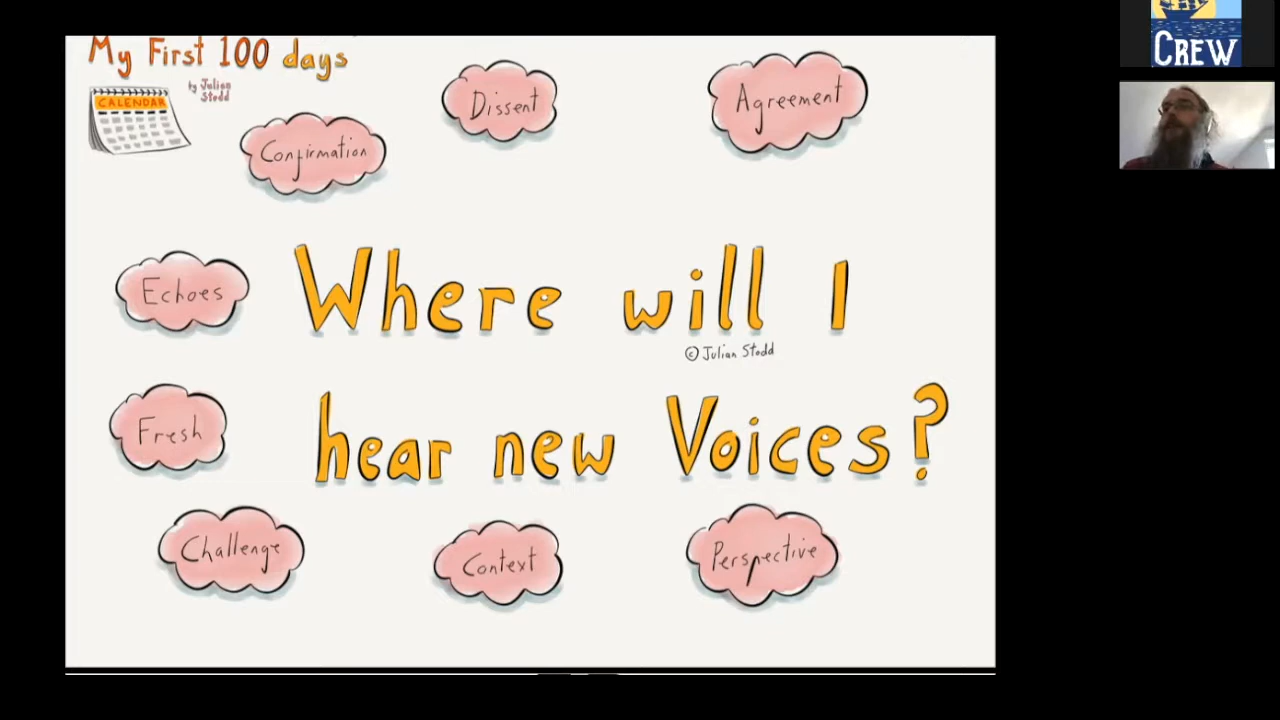 My First 100 days
by Julian
Stodd
CALENDAR
Confirmation
Dissent
Agreement
Echoes
Where will I
© Julian Stodd
Fresh
hear new Voices?
Challenge
Context
Perspective
CREW